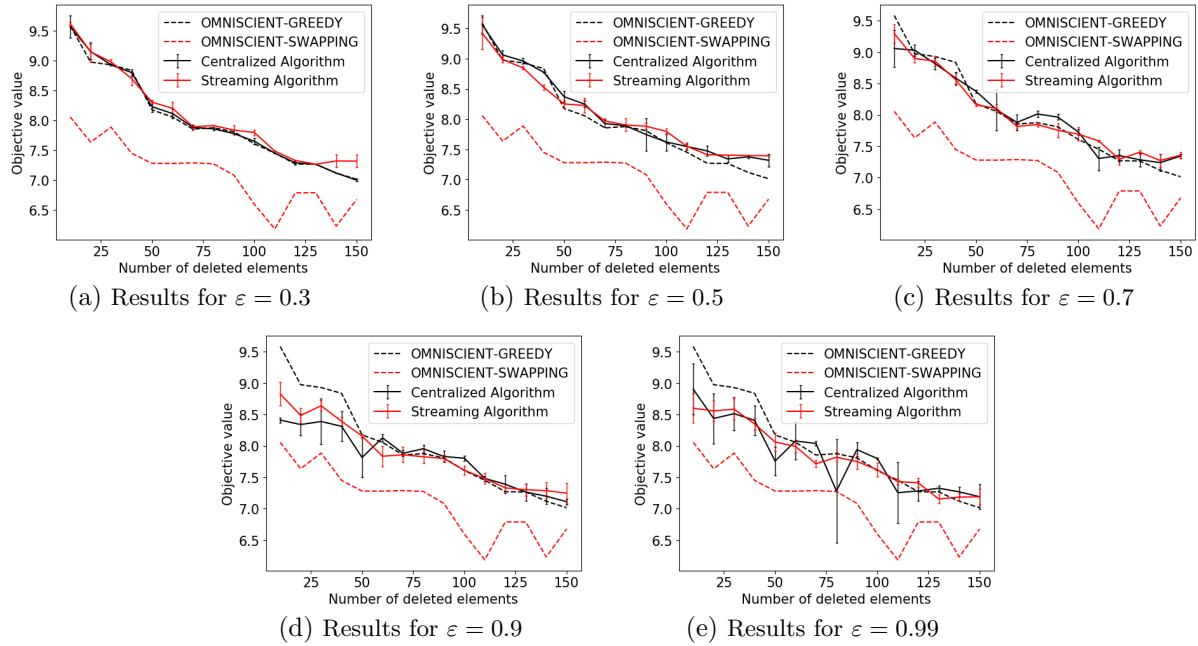 9.5
9.0
8.5
8.0
7.5
7.0
6.5
Objective value
OMNISCIENT-GREEDY
OMNISCIENT-SWAPPING
Centralized Algorithm
Streaming Algorithm
25 50 75 100 125 150
Number of deleted elements
(a) Results for ε = 0.3
9.5
9.0
8.5
8.0
7.5
7.0
6.5
Objective value
OMNISCIENT-GREEDY
OMNISCIENT-SWAPPING
Centralized Algorithm
Streaming Algorithm
25 50 75 100 125 150
Number of deleted elements
(b) Results for ε = 0.5
9.5
9.0
8.5
8.0
7.5
7.0
6.5
Objective value
OMNISCIENT-GREEDY
OMNISCIENT-SWAPPING
Centralized Algorithm
Streaming Algorithm
25 50 75 100 125 150
Number of deleted elements
(c) Results for ε = 0.7
9.5
9.0
8.5
8.0
7.5
7.0
6.5
Objective value
OMNISCIENT-GREEDY
OMNISCIENT-SWAPPING
Centralized Algorithm
Streaming Algorithm
25 50 75 100 125 150
Number of deleted elements
(d) Results for ε = 0.9
9.5
9.0
8.5
8.0
7.5
7.0
6.5
Objective value
OMNISCIENT-GREEDY
OMNISCIENT-SWAPPING
Centralized Algorithm
Streaming Algorithm
25 50 75 100 125 150
Number of deleted elements
(e) Results for ε = 0.99